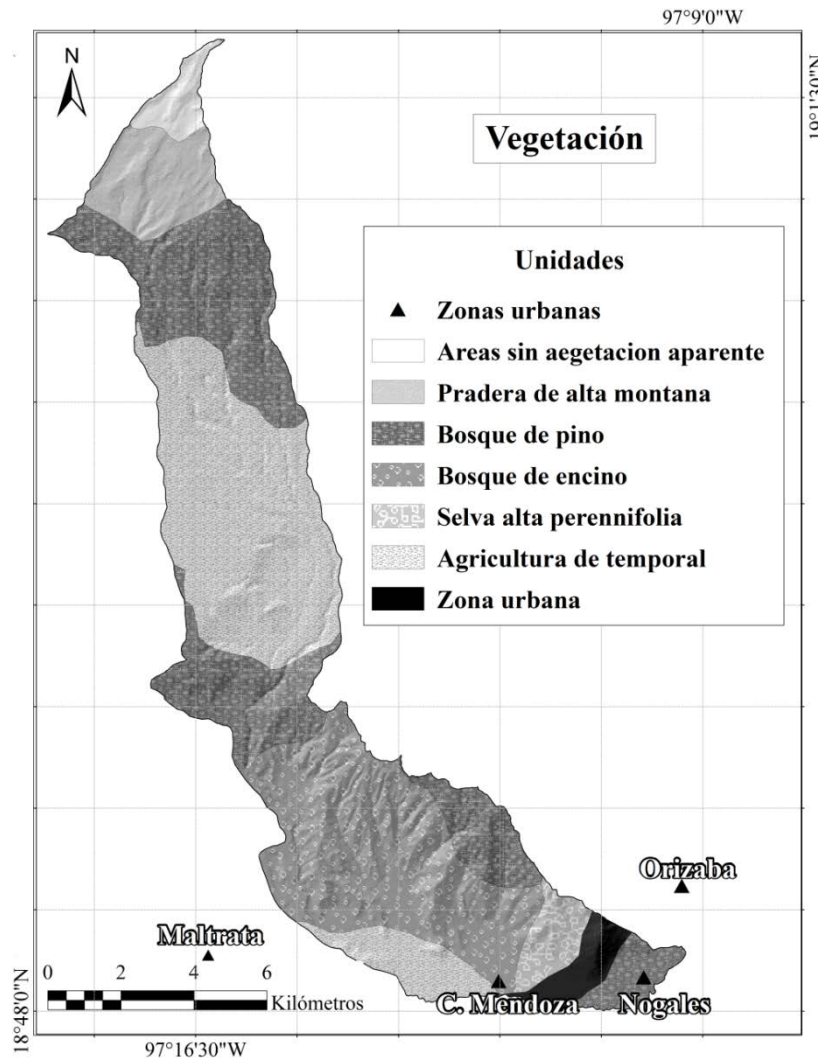 97°9'0"W
N
19°1'30"N
Vegetación
Unidades
Zonas urbanas
Areas sin aegetacion aparente
Pradera de alta montana
Bosque de pino
Bosque de encino
Selva alta perennifolia
Agricultura de temporal
Zona urbana
Orizaba
Maltrata
0 2 4 6
Kilómetros
C. Mendoza
Nogales
18°48'0"N
97°16'30"W